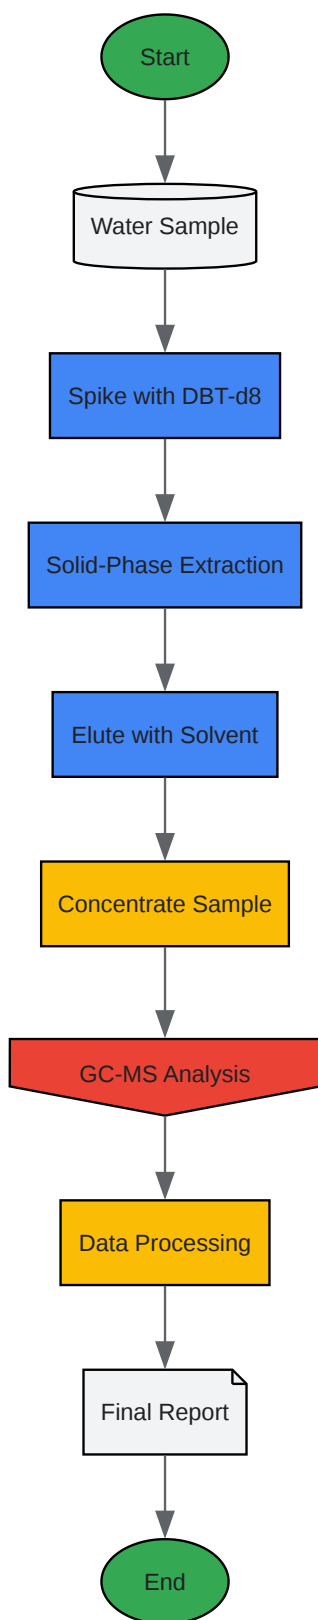 Start
Water Sample
Spike with DBT-d8
Solid-Phase Extraction
Elute with Solvent
Concentrate Sample
GC-MS Analysis
Data Processing
Final Report
End